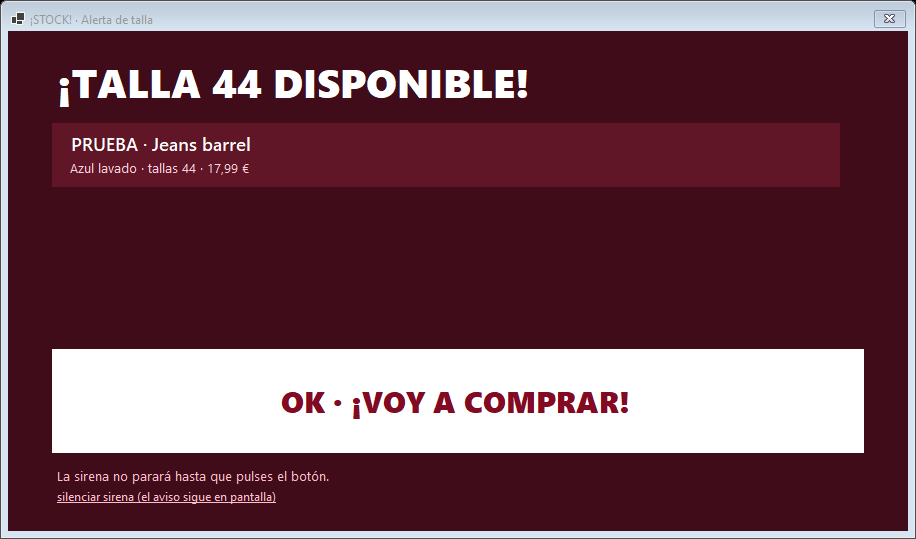 ¡STOCK! · Alerta de talla
¡TALLA 44 DISPONIBLE!
PRUEBA · Jeans barrel
Azul lavado · tallas 44 · 17,99 €
OK · ¡VOY A COMPRAR!
La sirena no parará hasta que pulses el botón.
silenciar sirena (el aviso sigue en pantalla)